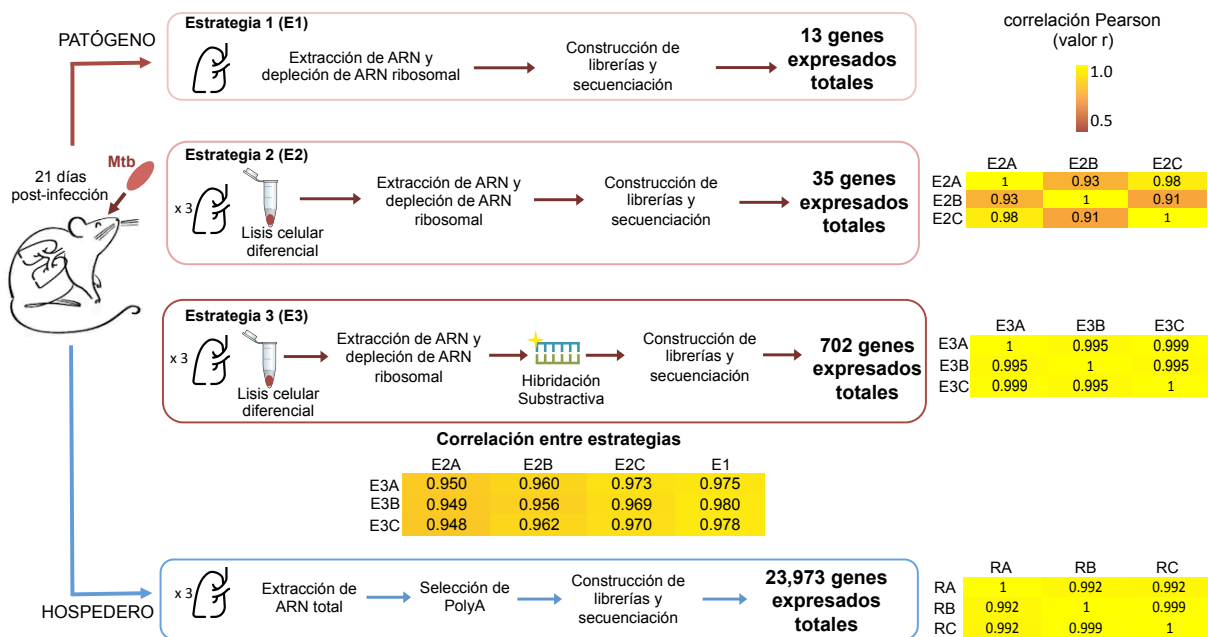 PATÓGENO
Estrategia 1 (E1)
Extracción de ARN y
depleción de ARN ribosomal
Construcción de
librerías y
secuenciación
13 genes
expresados
totales
correlación Pearson
(valor r)
1.0
0.5
21 días
post-infección
Mtb
Estrategia 2 (E2)
x 3
Lisis celular
diferencial
Extracción de ARN y
depleción de ARN
ribosomal
Construcción de
librerías y
secuenciación
35 genes
expresados
totales
E2A E2B E2C
E2A 1 0.93 0.98
E2B 0.93 1 0.91
E2C 0.98 0.91 1
Estrategia 3 (E3)
x 3
Lisis celular
diferencial
Extracción de ARN y
depleción de ARN
ribosomal
Hibridación
Substractiva
Construcción de
librerías y
secuenciación
702 genes
expresados
totales
E3A E3B E3C
E3A 1 0.995 0.999
E3B 0.995 1 0.995
E3C 0.999 0.995 1
Correlación entre estrategias
E2A E2B E2C E1
E3A 0.950 0.960 0.973 0.975
E3B 0.949 0.956 0.969 0.980
E3C 0.948 0.962 0.970 0.978
HOSPEDERO
x 3
Extracción de
ARN total
Selección de
PolyA
Construcción de
librerías y
secuenciación
23,973 genes
expresados
totales
RA RB RC
RA 1 0.992 0.992
RB 0.992 1 0.999
RC 0.992 0.999 1